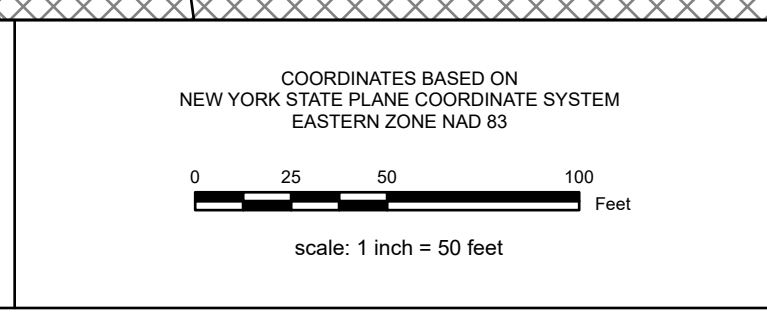 COORDINATES BASED ON
NEW YORK STATE PLANE COORDINATE SYSTEM
EASTERN ZONE NAD 83
0 25 50 100
Feet
scale: 1 inch = 50 feet